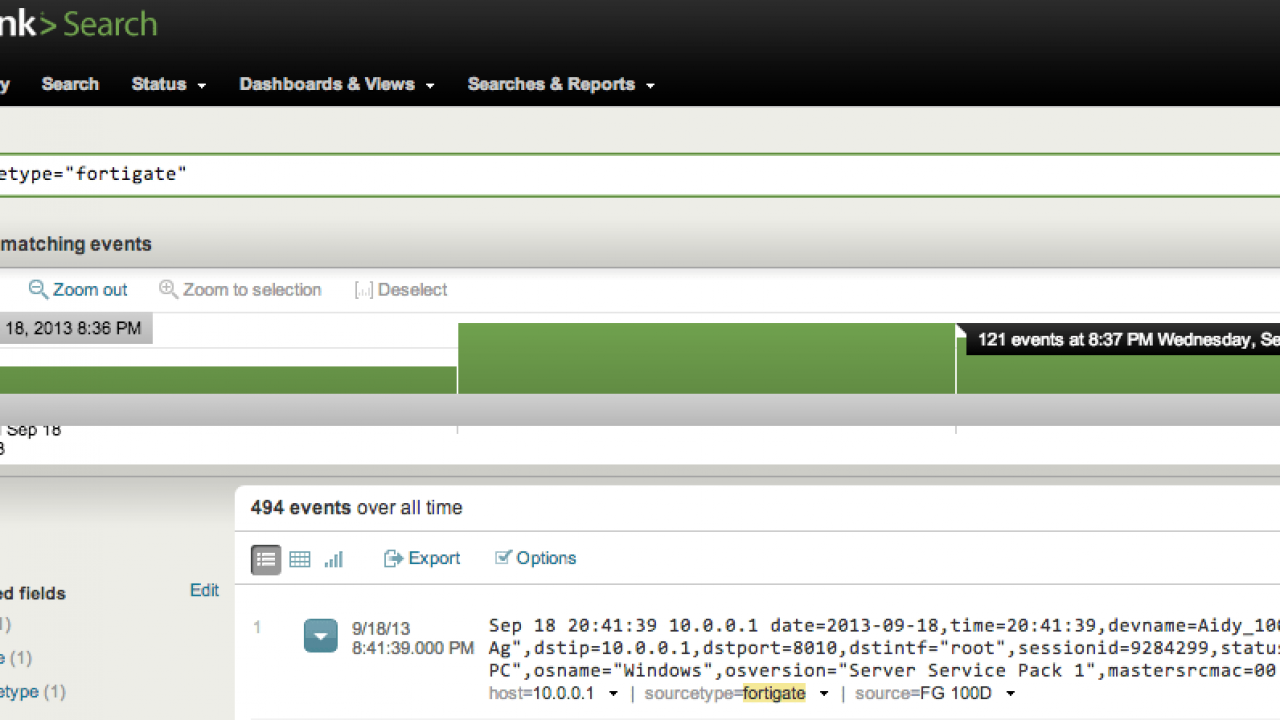 nk> Search
y Search Status Dashboards & Views Searches & Reports
etype="fortigate"
matching events
Zoom out Zoom to selection Deselect
18, 2013 8:36 PM
121 events at 8:37 PM Wednesday, Se
Sep 18
3
494 events over all time
Export Options
ed fields Edit
1 9/18/13 Sep 18 20:41:39 10.0.0.1 date=2013-09-18,time=20:41:39,devname=Aidy_100
1)
8:41:39.000 PM Ag",dstip=10.0.0.1,dstport=8010,dstintf="root",sessionid=9284299,status
e (1) PC",osname="Windows",osversion="Server Service Pack 1",mastersrcmac=00
etype (1) host=10.0.0.1 | sourcetype=fortigate | source=FG 100D